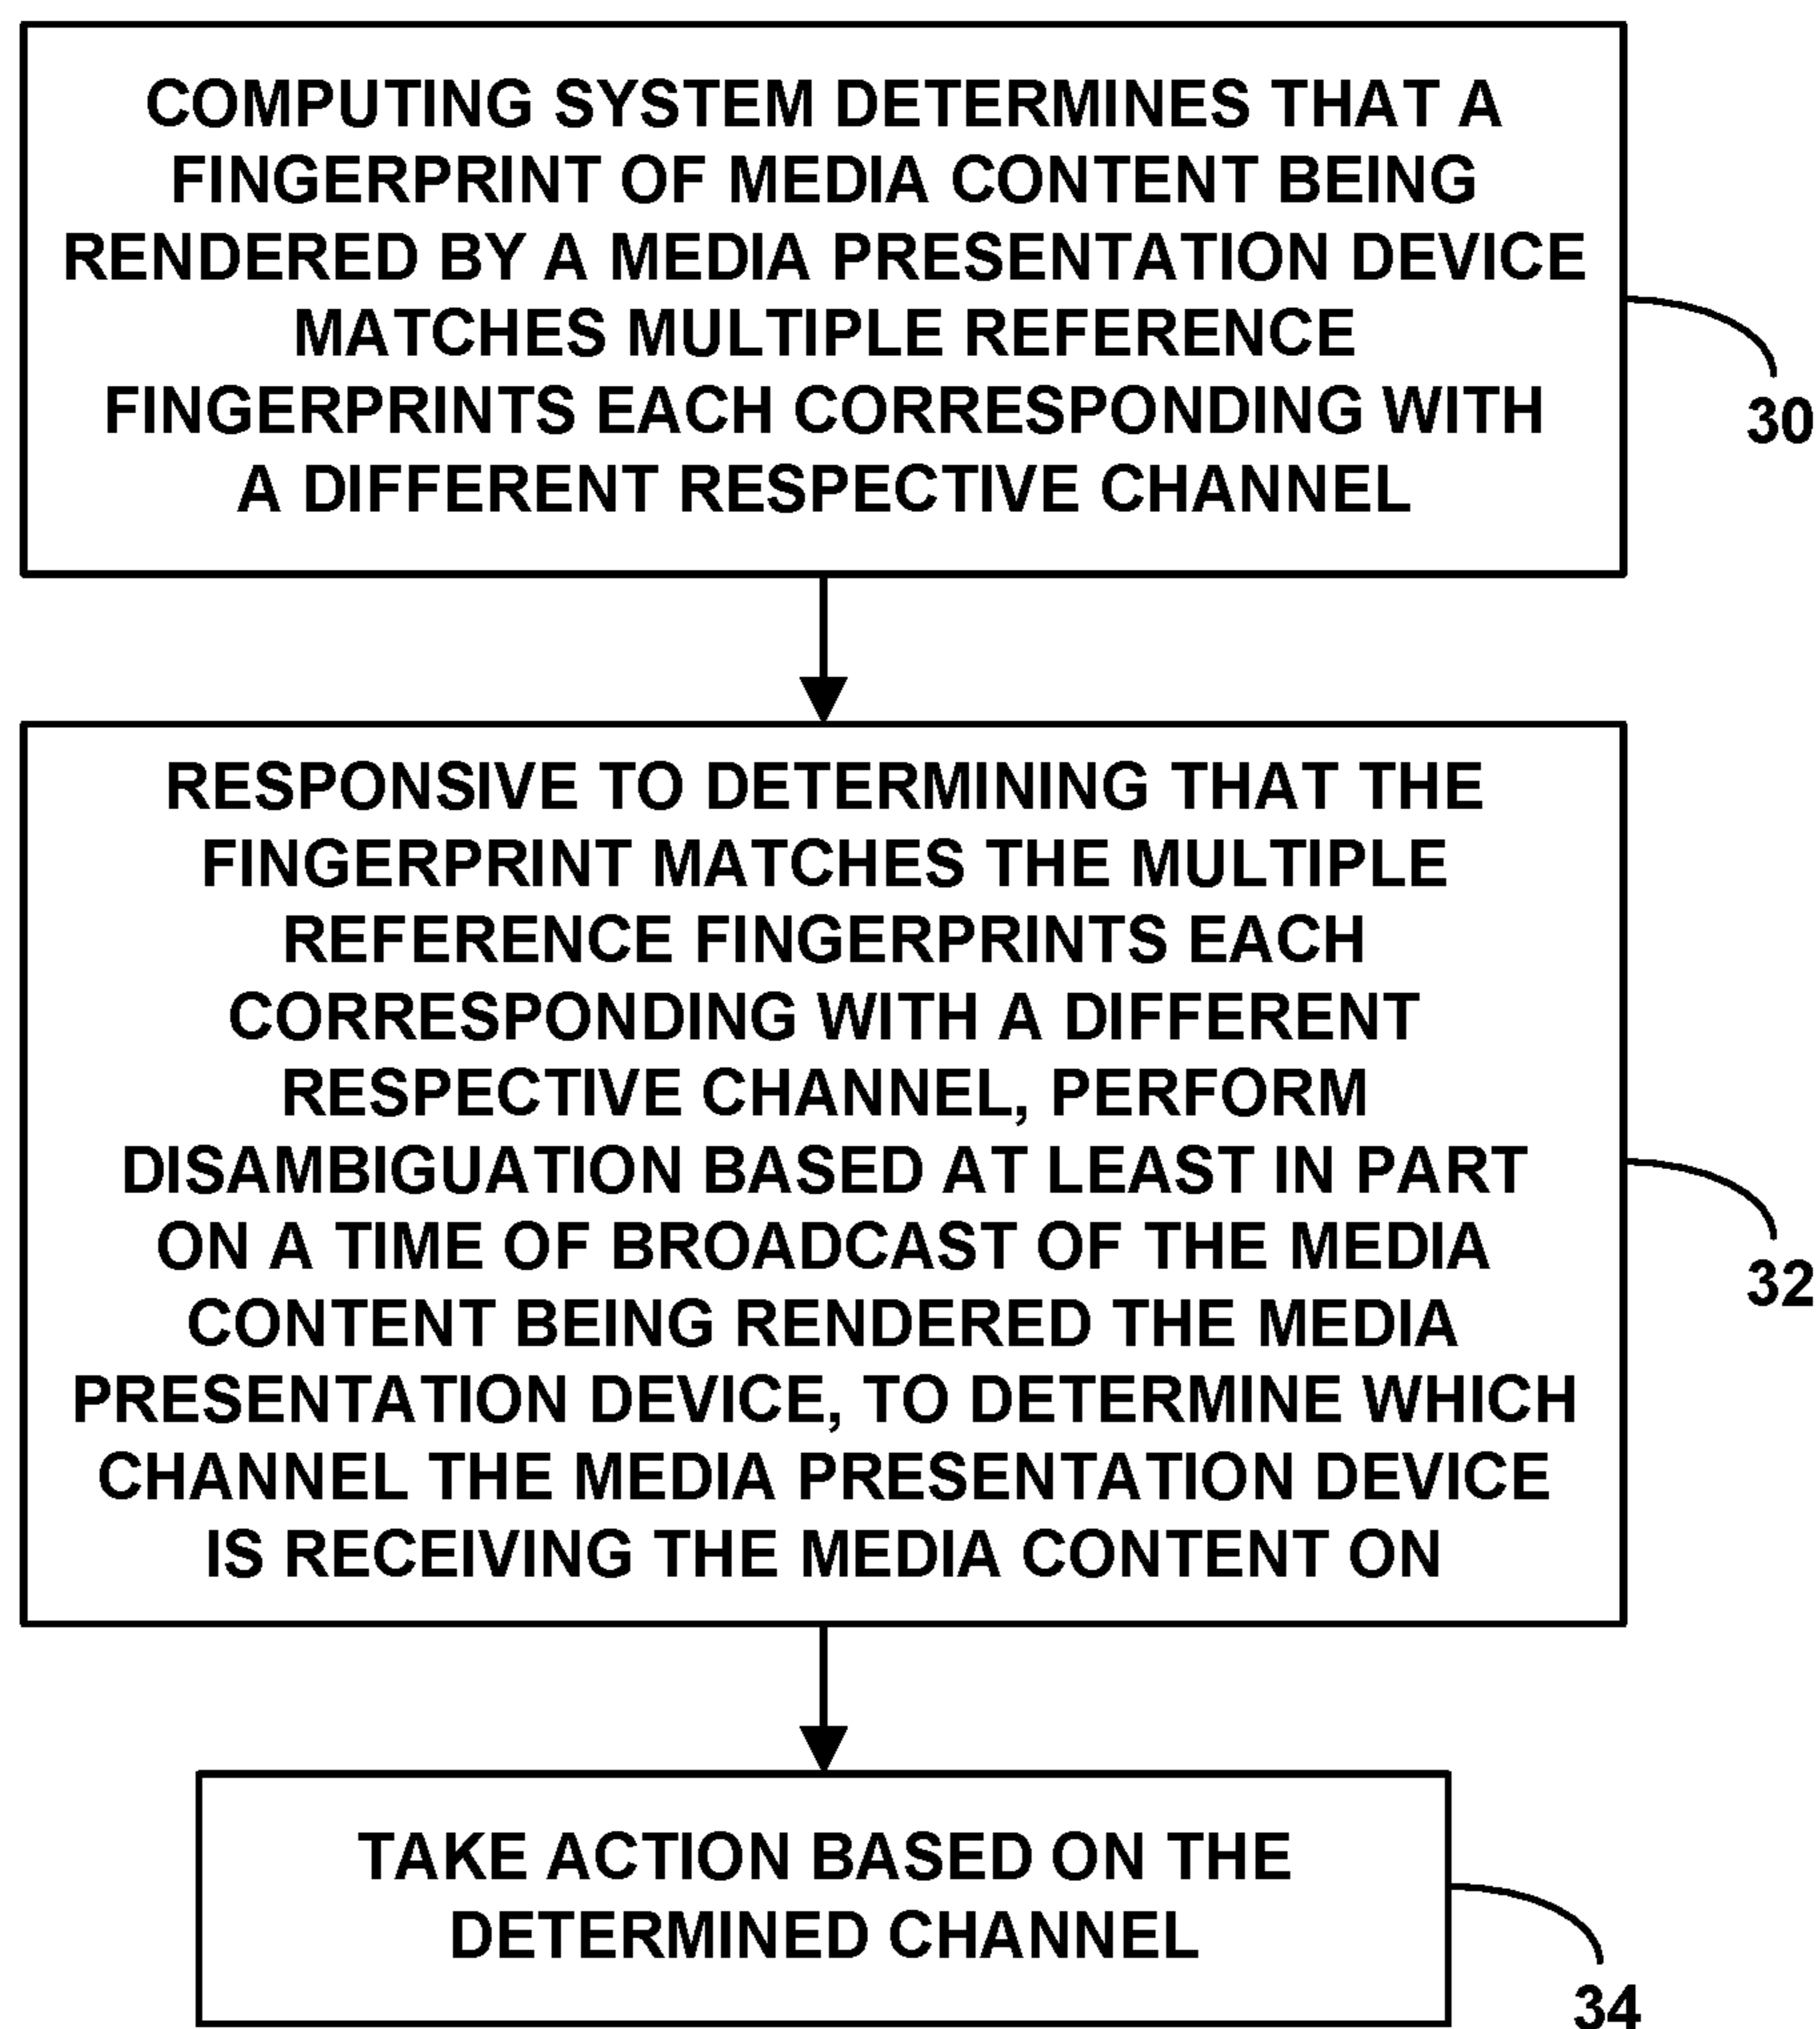 COMPUTING SYSTEM DETERMINES THAT A
FINGERPRINT OF MEDIA CONTENT BEING
RENDERED BY A MEDIA PRESENTATION DEVICE
MATCHES MULTIPLE REFERENCE
FINGERPRINTS EACH CORRESPONDING WITH
A DIFFERENT RESPECTIVE CHANNEL
30
RESPONSIVE TO DETERMINING THAT THE
FINGERPRINT MATCHES THE MULTIPLE
REFERENCE FINGERPRINTS EACH
CORRESPONDING WITH A DIFFERENT
RESPECTIVE CHANNEL, PERFORM
DISAMBIGUATION BASED AT LEAST IN PART
ON A TIME OF BROADCAST OF THE MEDIA
CONTENT BEING RENDERED THE MEDIA
PRESENTATION DEVICE, TO DETERMINE WHICH
CHANNEL THE MEDIA PRESENTATION DEVICE
IS RECEIVING THE MEDIA CONTENT ON
32
TAKE ACTION BASED ON THE
DETERMINED CHANNEL
34